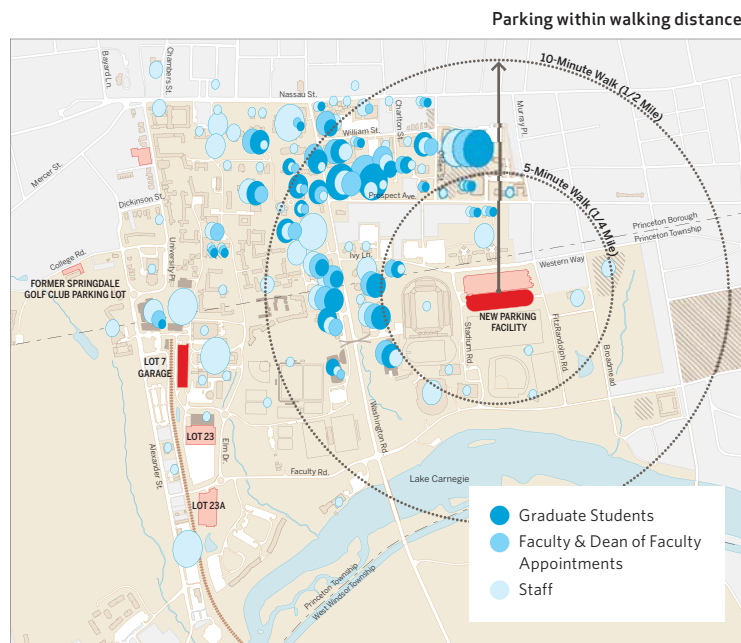 Parking within walking distance
10-Minute Walk (1/2 Mile)
Bayard Ln.
Chambers St.
Nassau St.
Murray Pl.
Charlton St.
William St.
Mercer St.
5-Minute Walk (1/4 Mile)
Dickinson St.
Prospect Ave.
Princeton Borough
Princeton Township
College Rd.
University Pl.
Ivy Ln.
Western Way
FORMER SPRINGDALE
GOLF CLUB PARKING LOT
NEW PARKING
FACILITY
Stadium Rd.
FitzRandolph Rd.
Broadmead
LOT 7
GARAGE
Washington Rd.
LOT 23
Elm Dr.
Alexander St.
Faculty Rd.
Lake Carnegie
LOT 23A
Princeton Township
West Windsor Township
Graduate Students
Faculty & Dean of Faculty
Appointments
Staff